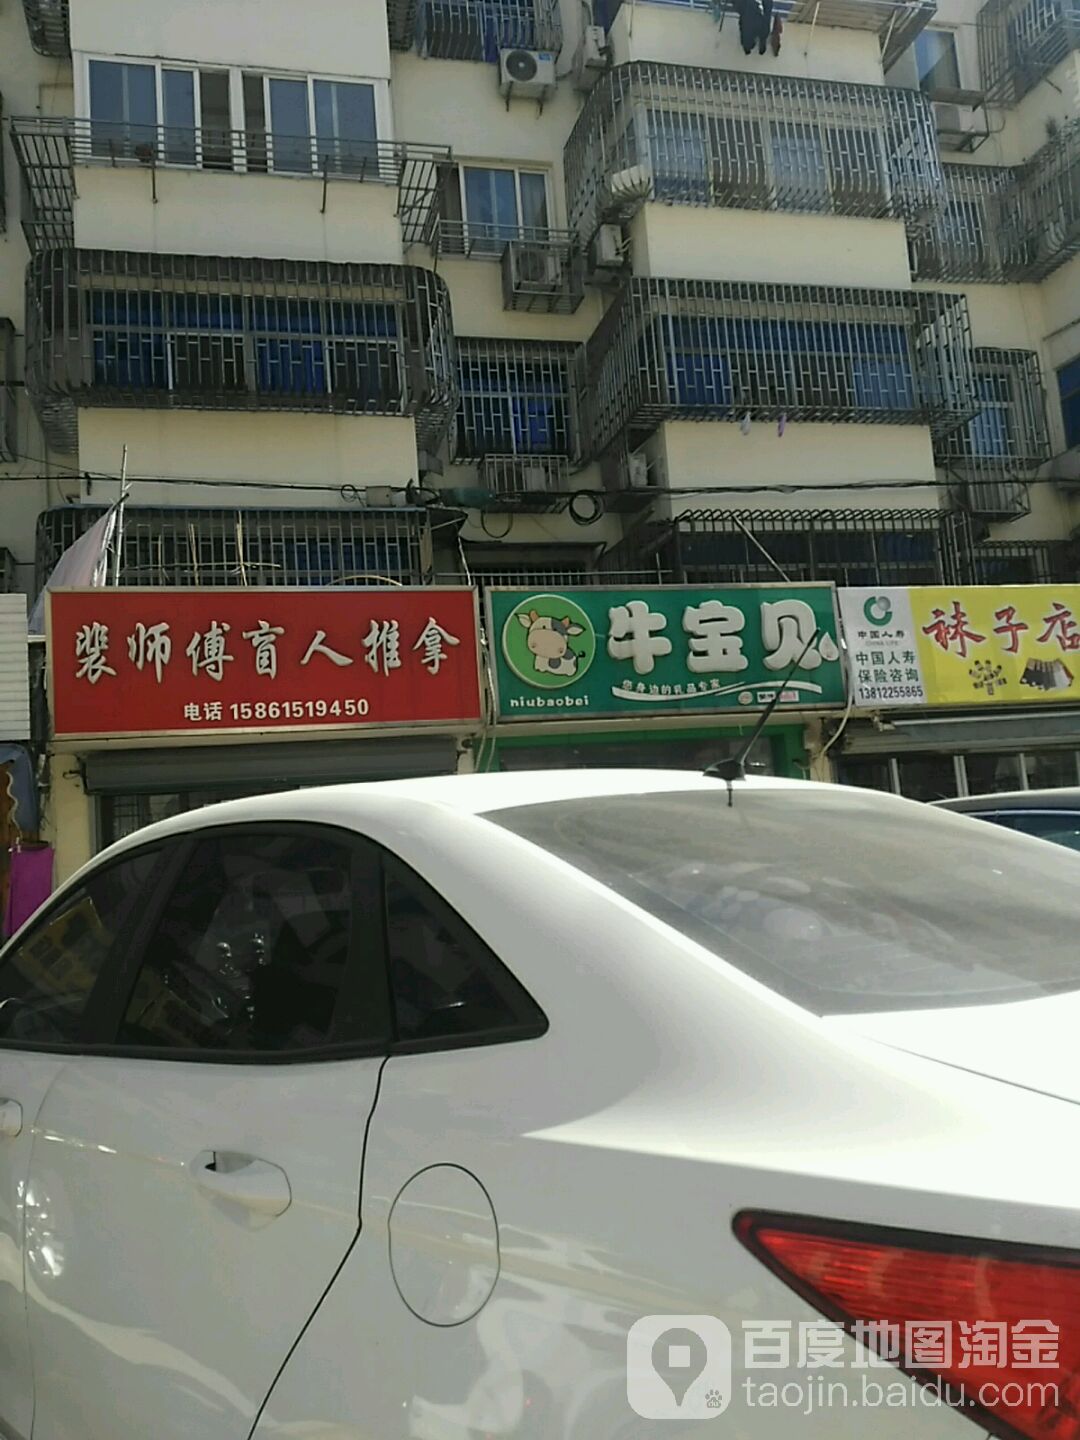 裴师傅盲人推拿
电话 15861519450
牛宝贝
niubaobei
您身边的乳品专家
中国人寿
CHINA LIFE
中国人寿
保险咨询
13812255865
袜子店
百度地图淘金
taojin.baidu.com